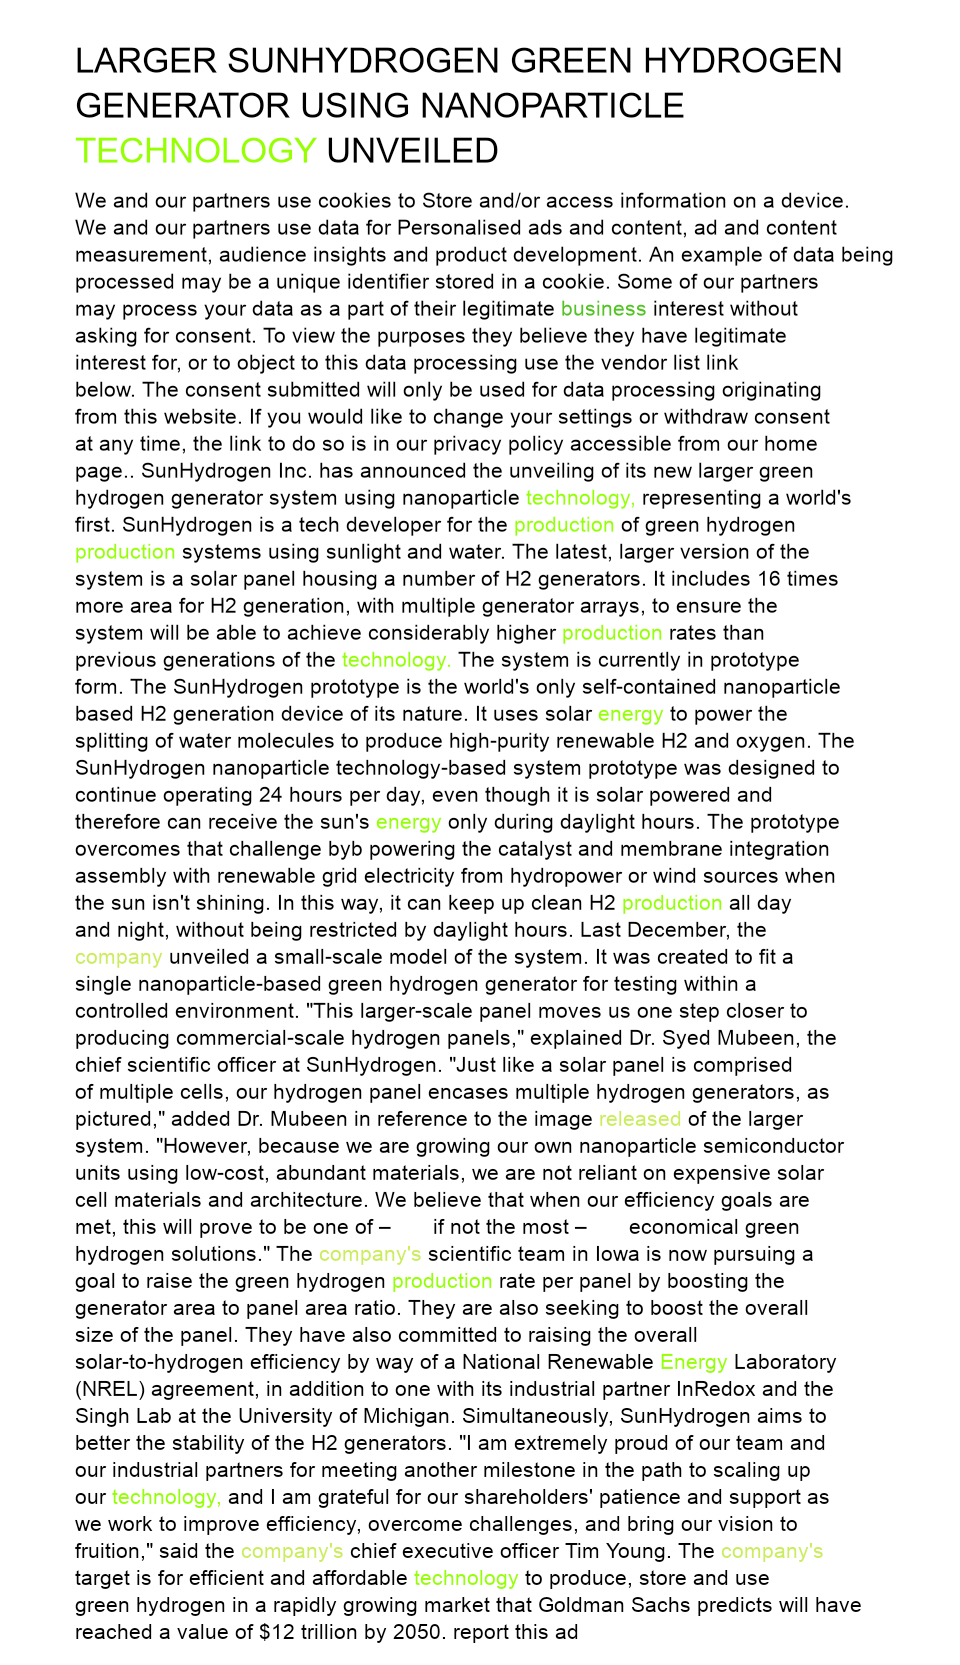 LARGER SUNHYDROGEN GREEN HYDROGEN
GENERATOR USING NANOPARTICLE
TECHNOLOGY UNVEILED
We and our partners use cookies to Store and/or access information on a device.
We and our partners use data for Personalised ads and content, ad and content
measurement, audience insights and product development. An example of data being
processed may be a unique identifier stored in a cookie. Some of our partners
may process your data as a part of their legitimate business interest without
asking for consent. To view the purposes they believe they have legitimate
interest for, or to object to this data processing use the vendor list link
below. The consent submitted will only be used for data processing originating
from this website. If you would like to change your settings or withdraw consent
at any time, the link to do so is in our privacy policy accessible from our home
page.. SunHydrogen Inc. has announced the unveiling of its new larger green
hydrogen generator system using nanoparticle technology, representing a world's
first. SunHydrogen is a tech developer for the production of green hydrogen
production systems using sunlight and water. The latest, larger version of the
system is a solar panel housing a number of H2 generators. It includes 16 times
more area for H2 generation, with multiple generator arrays, to ensure the
system will be able to achieve considerably higher production rates than
previous generations of the technology. The system is currently in prototype
form. The SunHydrogen prototype is the world's only self-contained nanoparticle
based H2 generation device of its nature. It uses solar energy to power the
splitting of water molecules to produce high-purity renewable H2 and oxygen. The
SunHydrogen nanoparticle technology-based system prototype was designed to
continue operating 24 hours per day, even though it is solar powered and
therefore can receive the sun's energy only during daylight hours. The prototype
overcomes that challenge byb powering the catalyst and membrane integration
assembly with renewable grid electricity from hydropower or wind sources when
the sun isn't shining. In this way, it can keep up clean H2 production all day
and night, without being restricted by daylight hours. Last December, the
company unveiled a small-scale model of the system. It was created to fit a
single nanoparticle-based green hydrogen generator for testing within a
controlled environment. "This larger-scale panel moves us one step closer to
producing commercial-scale hydrogen panels," explained Dr. Syed Mubeen, the
chief scientific officer at SunHydrogen. "Just like a solar panel is comprised
of multiple cells, our hydrogen panel encases multiple hydrogen generators, as
pictured," added Dr. Mubeen in reference to the image released of the larger
system. "However, because we are growing our own nanoparticle semiconductor
units using low-cost, abundant materials, we are not reliant on expensive solar
cell materials and architecture. We believe that when our efficiency goals are
met, this will prove to be one of – if not the most – economical green
hydrogen solutions." The company's scientific team in Iowa is now pursuing a
goal to raise the green hydrogen production rate per panel by boosting the
generator area to panel area ratio. They are also seeking to boost the overall
size of the panel. They have also committed to raising the overall
solar-to-hydrogen efficiency by way of a National Renewable Energy Laboratory
(NREL) agreement, in addition to one with its industrial partner InRedox and the
Singh Lab at the University of Michigan. Simultaneously, SunHydrogen aims to
better the stability of the H2 generators. "I am extremely proud of our team and
our industrial partners for meeting another milestone in the path to scaling up
our technology, and I am grateful for our shareholders' patience and support as
we work to improve efficiency, overcome challenges, and bring our vision to
fruition," said the company's chief executive officer Tim Young. The company's
target is for efficient and affordable technology to produce, store and use
green hydrogen in a rapidly growing market that Goldman Sachs predicts will have
reached a value of $12 trillion by 2050. report this ad